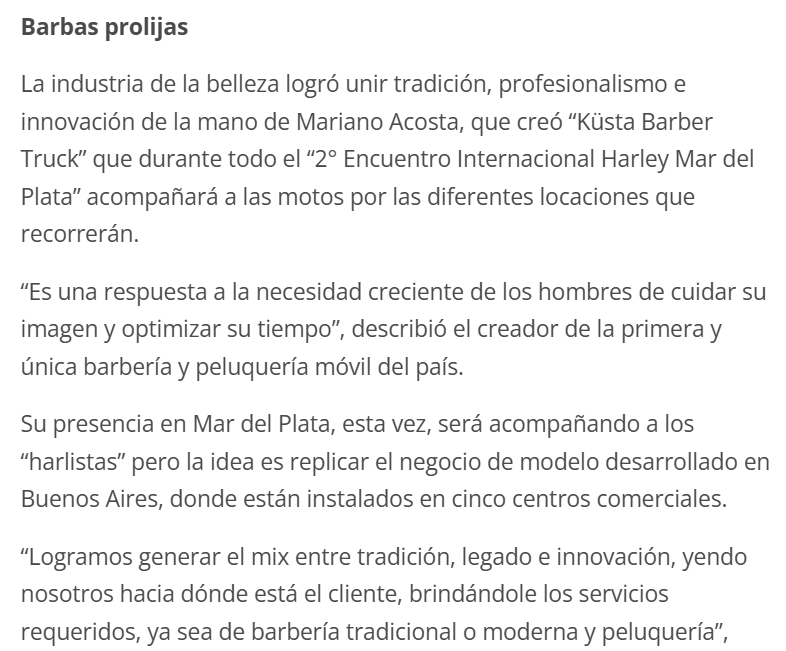 Barbas prolijas
La industria de la belleza logró unir tradición, profesionalismo e
innovación de la mano de Mariano Acosta, que creó “Küsta Barber
Truck” que durante todo el “2° Encuentro Internacional Harley Mar del
Plata” acompañará a las motos por las diferentes locaciones que
recorrerán.
“Es una respuesta a la necesidad creciente de los hombres de cuidar su
imagen y optimizar su tiempo”, describió el creador de la primera y
única barbería y peluquería móvil del país.
Su presencia en Mar del Plata, esta vez, será acompañando a los
“harlistas” pero la idea es replicar el negocio de modelo desarrollado en
Buenos Aires, donde están instalados en cinco centros comerciales.
“Logramos generar el mix entre tradición, legado e innovación, yendo
nosotros hacia dónde está el cliente, brindándole los servicios
requeridos, ya sea de barbería tradicional o moderna y peluquería”,